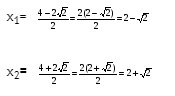 x₁= (4 − 2√2)/2 = (2(2 − √2))/2 = 2 − √2
x₂= (4 + 2√2)/2 = (2(2 + √2))/2 = 2 + √2